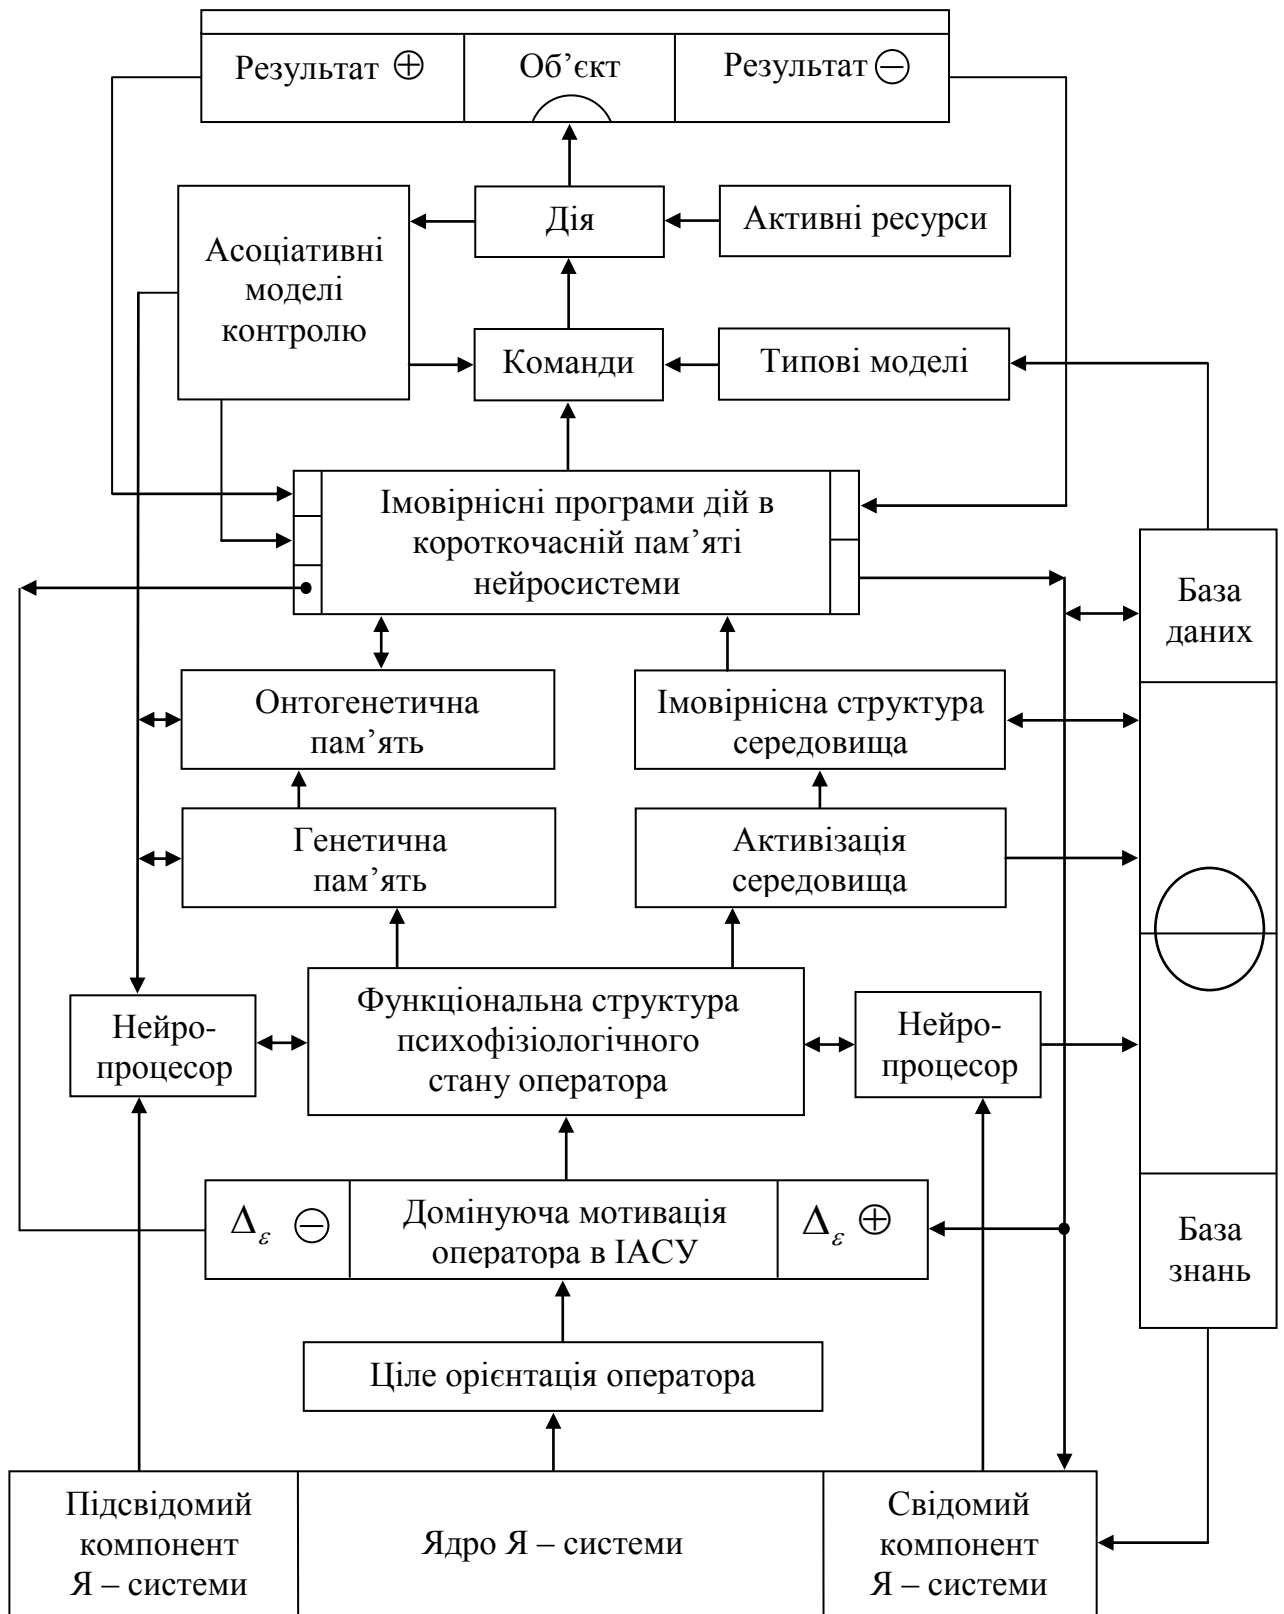 Результат ⊕
Об’єкт
Результат ⊖
Дія
Активні ресурси
Асоціативні
моделі
контролю
Команди
Типові моделі
Імовірнісні програми дій в
короткочасній пам’яті
нейросистеми
База
даних
Онтогенетична
пам’ять
Імовірнісна структура
середовища
Генетична
пам’ять
Активізація
середовища
Нейро-
процесор
Функціональна структура
психофізіологічного
стану оператора
Нейро-
процесор
Δε ⊖
Домінуюча мотивація
оператора в ІАСУ
Δε ⊕
База
знань
Ціле орієнтація оператора
Підсвідомий
компонент
Я – системи
Ядро Я – системи
Свідомий
компонент
Я – системи